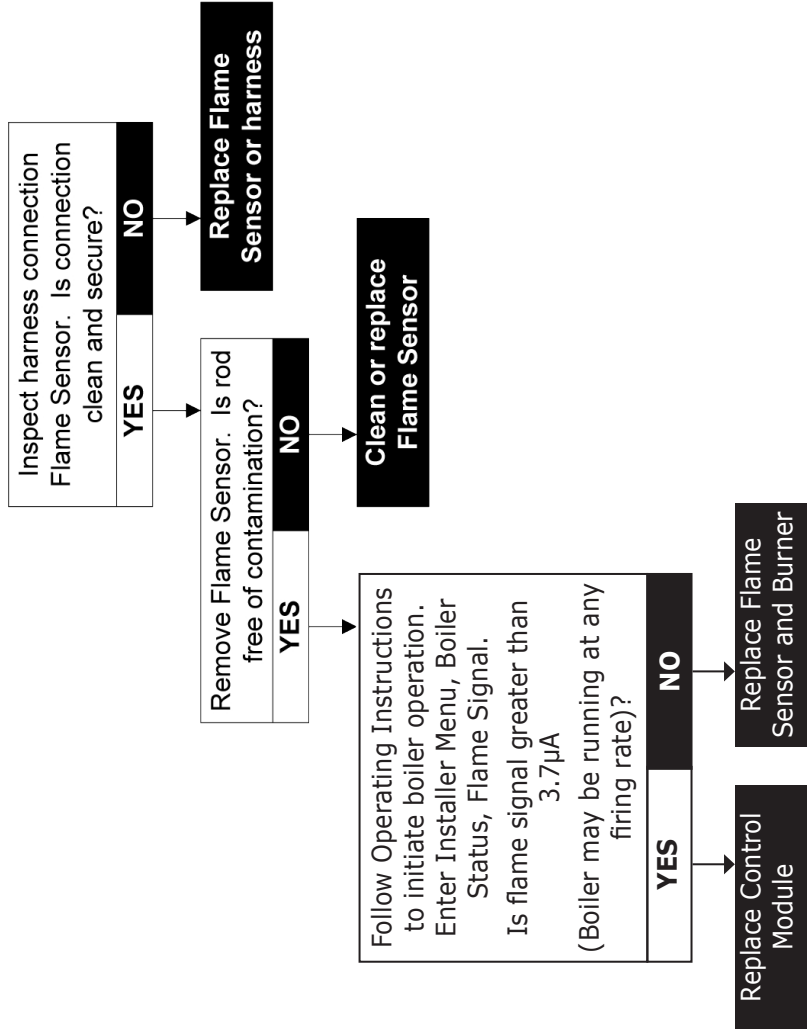 Inspect harness connection
Flame Sensor.  Is connection
clean and secure?
YES
NO
Replace Flame
Sensor or harness
Remove Flame Sensor.  Is rod
free of contamination?
YES
NO
Clean or replace
Flame Sensor
Follow Operating Instructions
to initiate boiler operation.
Enter Installer Menu, Boiler
Status, Flame Signal.
Is flame signal greater than
3.7µA
(Boiler may be running at any
firing rate)?
YES
NO
Replace Control
Module
Replace Flame
Sensor and Burner